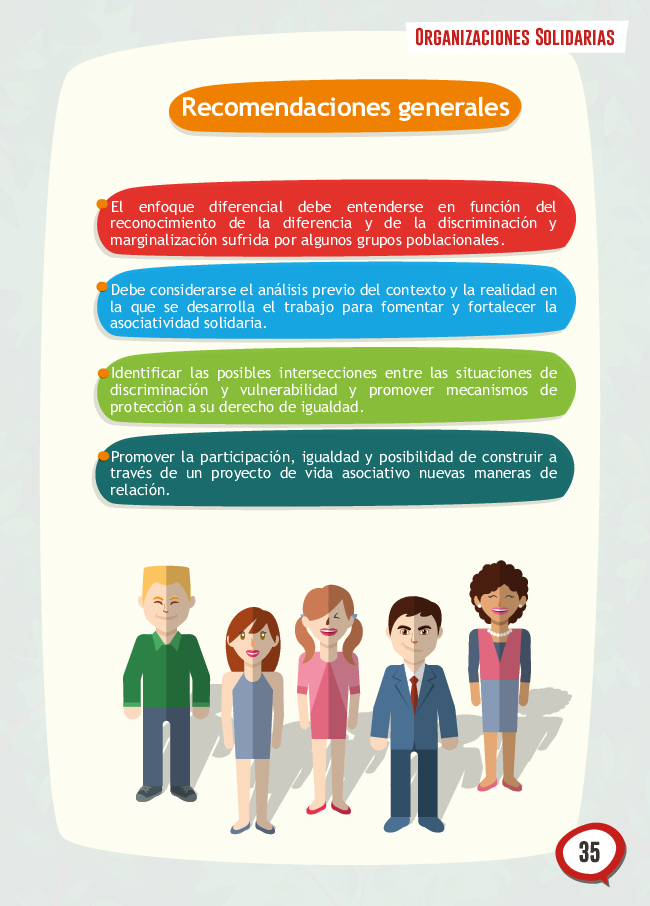 ORGANIZACIONES SOLIDARIAS
Recomendaciones generales
El enfoque diferencial debe entenderse en función del
reconocimiento de la diferencia y de la discriminación y
marginalización sufrida por algunos grupos poblacionales.
Debe considerarse el análisis previo del contexto y la realidad en
la que se desarrolla el trabajo para fomentar y fortalecer la
asociatividad solidaria.
Identificar las posibles intersecciones entre las situaciones de
discriminación y vulnerabilidad y promover mecanismos de
protección a su derecho de igualdad.
Promover la participación, igualdad y posibilidad de construir a
través de un proyecto de vida asociativo nuevas maneras de
relación.
35